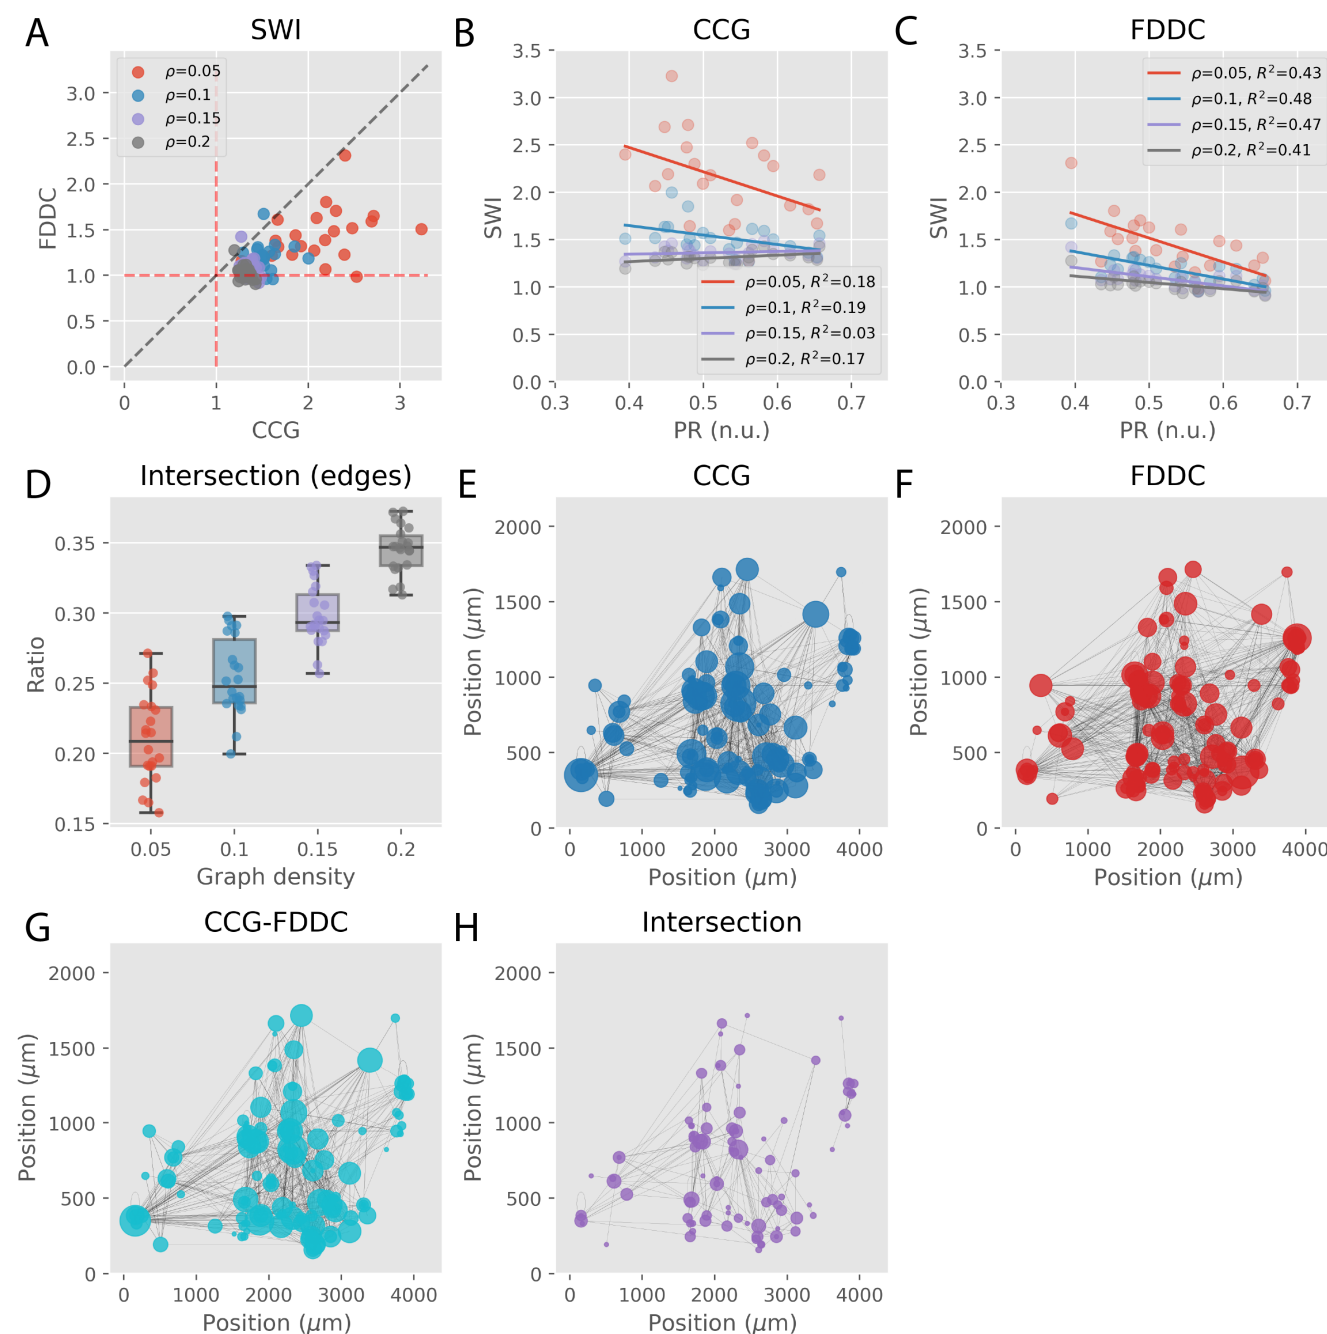 A
SWI
FDDC
3.0
2.5
2.0
1.5
1.0
0.5
0.0
ρ=0.05
ρ=0.1
ρ=0.15
ρ=0.2
0 1 2 3
CCG
B
CCG
SWI
3.5
3.0
2.5
2.0
1.5
1.0
0.5
0.0
ρ=0.05, R²=0.18
ρ=0.1, R²=0.19
ρ=0.15, R²=0.03
ρ=0.2, R²=0.17
0.3 0.4 0.5 0.6 0.7
PR (n.u.)
C
FDDC
SWI
3.5
3.0
2.5
2.0
1.5
1.0
0.5
0.0
ρ=0.05, R²=0.43
ρ=0.1, R²=0.48
ρ=0.15, R²=0.47
ρ=0.2, R²=0.41
0.3 0.4 0.5 0.6 0.7
PR (n.u.)
D
Intersection (edges)
Ratio
0.35
0.30
0.25
0.20
0.15
0.05 0.1 0.15 0.2
Graph density
E
CCG
Position (μm)
2000
1500
1000
500
0
0 1000 2000 3000 4000
Position (μm)
F
FDDC
Position (μm)
2000
1500
1000
500
0
0 1000 2000 3000 4000
Position (μm)
G
CCG-FDDC
Position (μm)
2000
1500
1000
500
0
0 1000 2000 3000 4000
Position (μm)
H
Intersection
Position (μm)
2000
1500
1000
500
0
0 1000 2000 3000 4000
Position (μm)